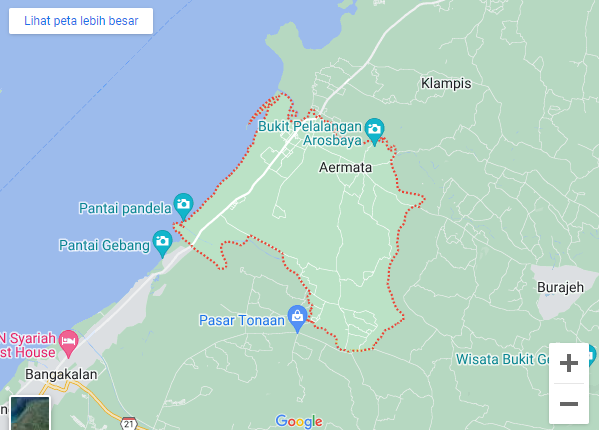 Lihat peta lebih besar
Klampis
Bukit Pelalangan
Arosbaya
Aermata
Pantai pandela
Pantai Gebang
Burajeh
Pasar Tonaan
N Syariah
st House
Wisata Bukit Ge
Bangakalan
21
Google